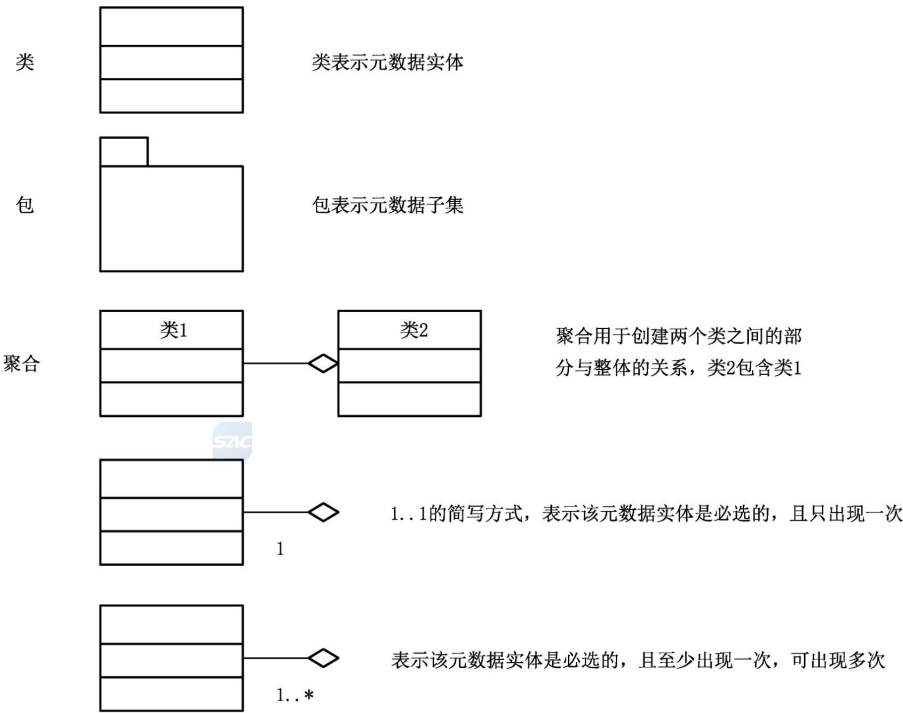 类
类表示元数据实体
包
包表示元数据子集
类1
类2
聚合
聚合用于创建两个类之间的部
分与整体的关系，类2包含类1
SAC
1..1的简写方式，表示该元数据实体是必选的，且只出现一次
1
表示该元数据实体是必选的，且至少出现一次，可出现多次
1..*